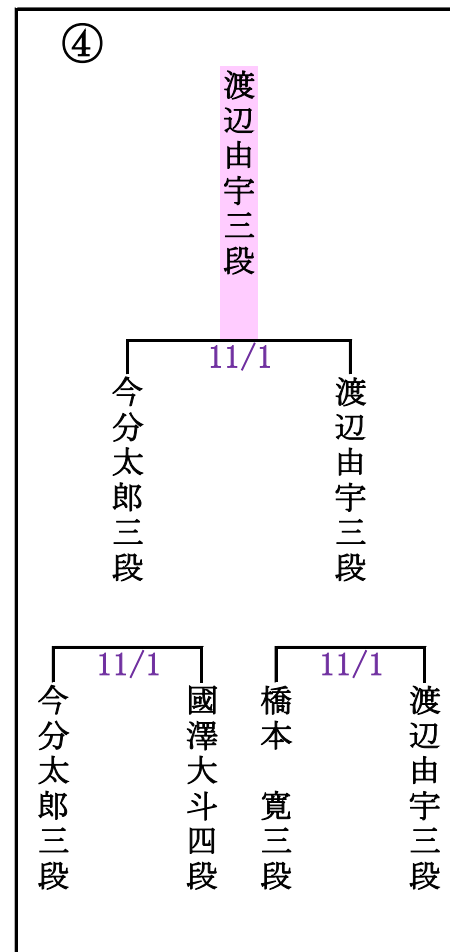 ④
渡辺由宇三段
11/1
今分太郎三段
渡辺由宇三段
11/1
11/1
今分太郎三段
國澤大斗四段
橋本　寛三段
渡辺由宇三段